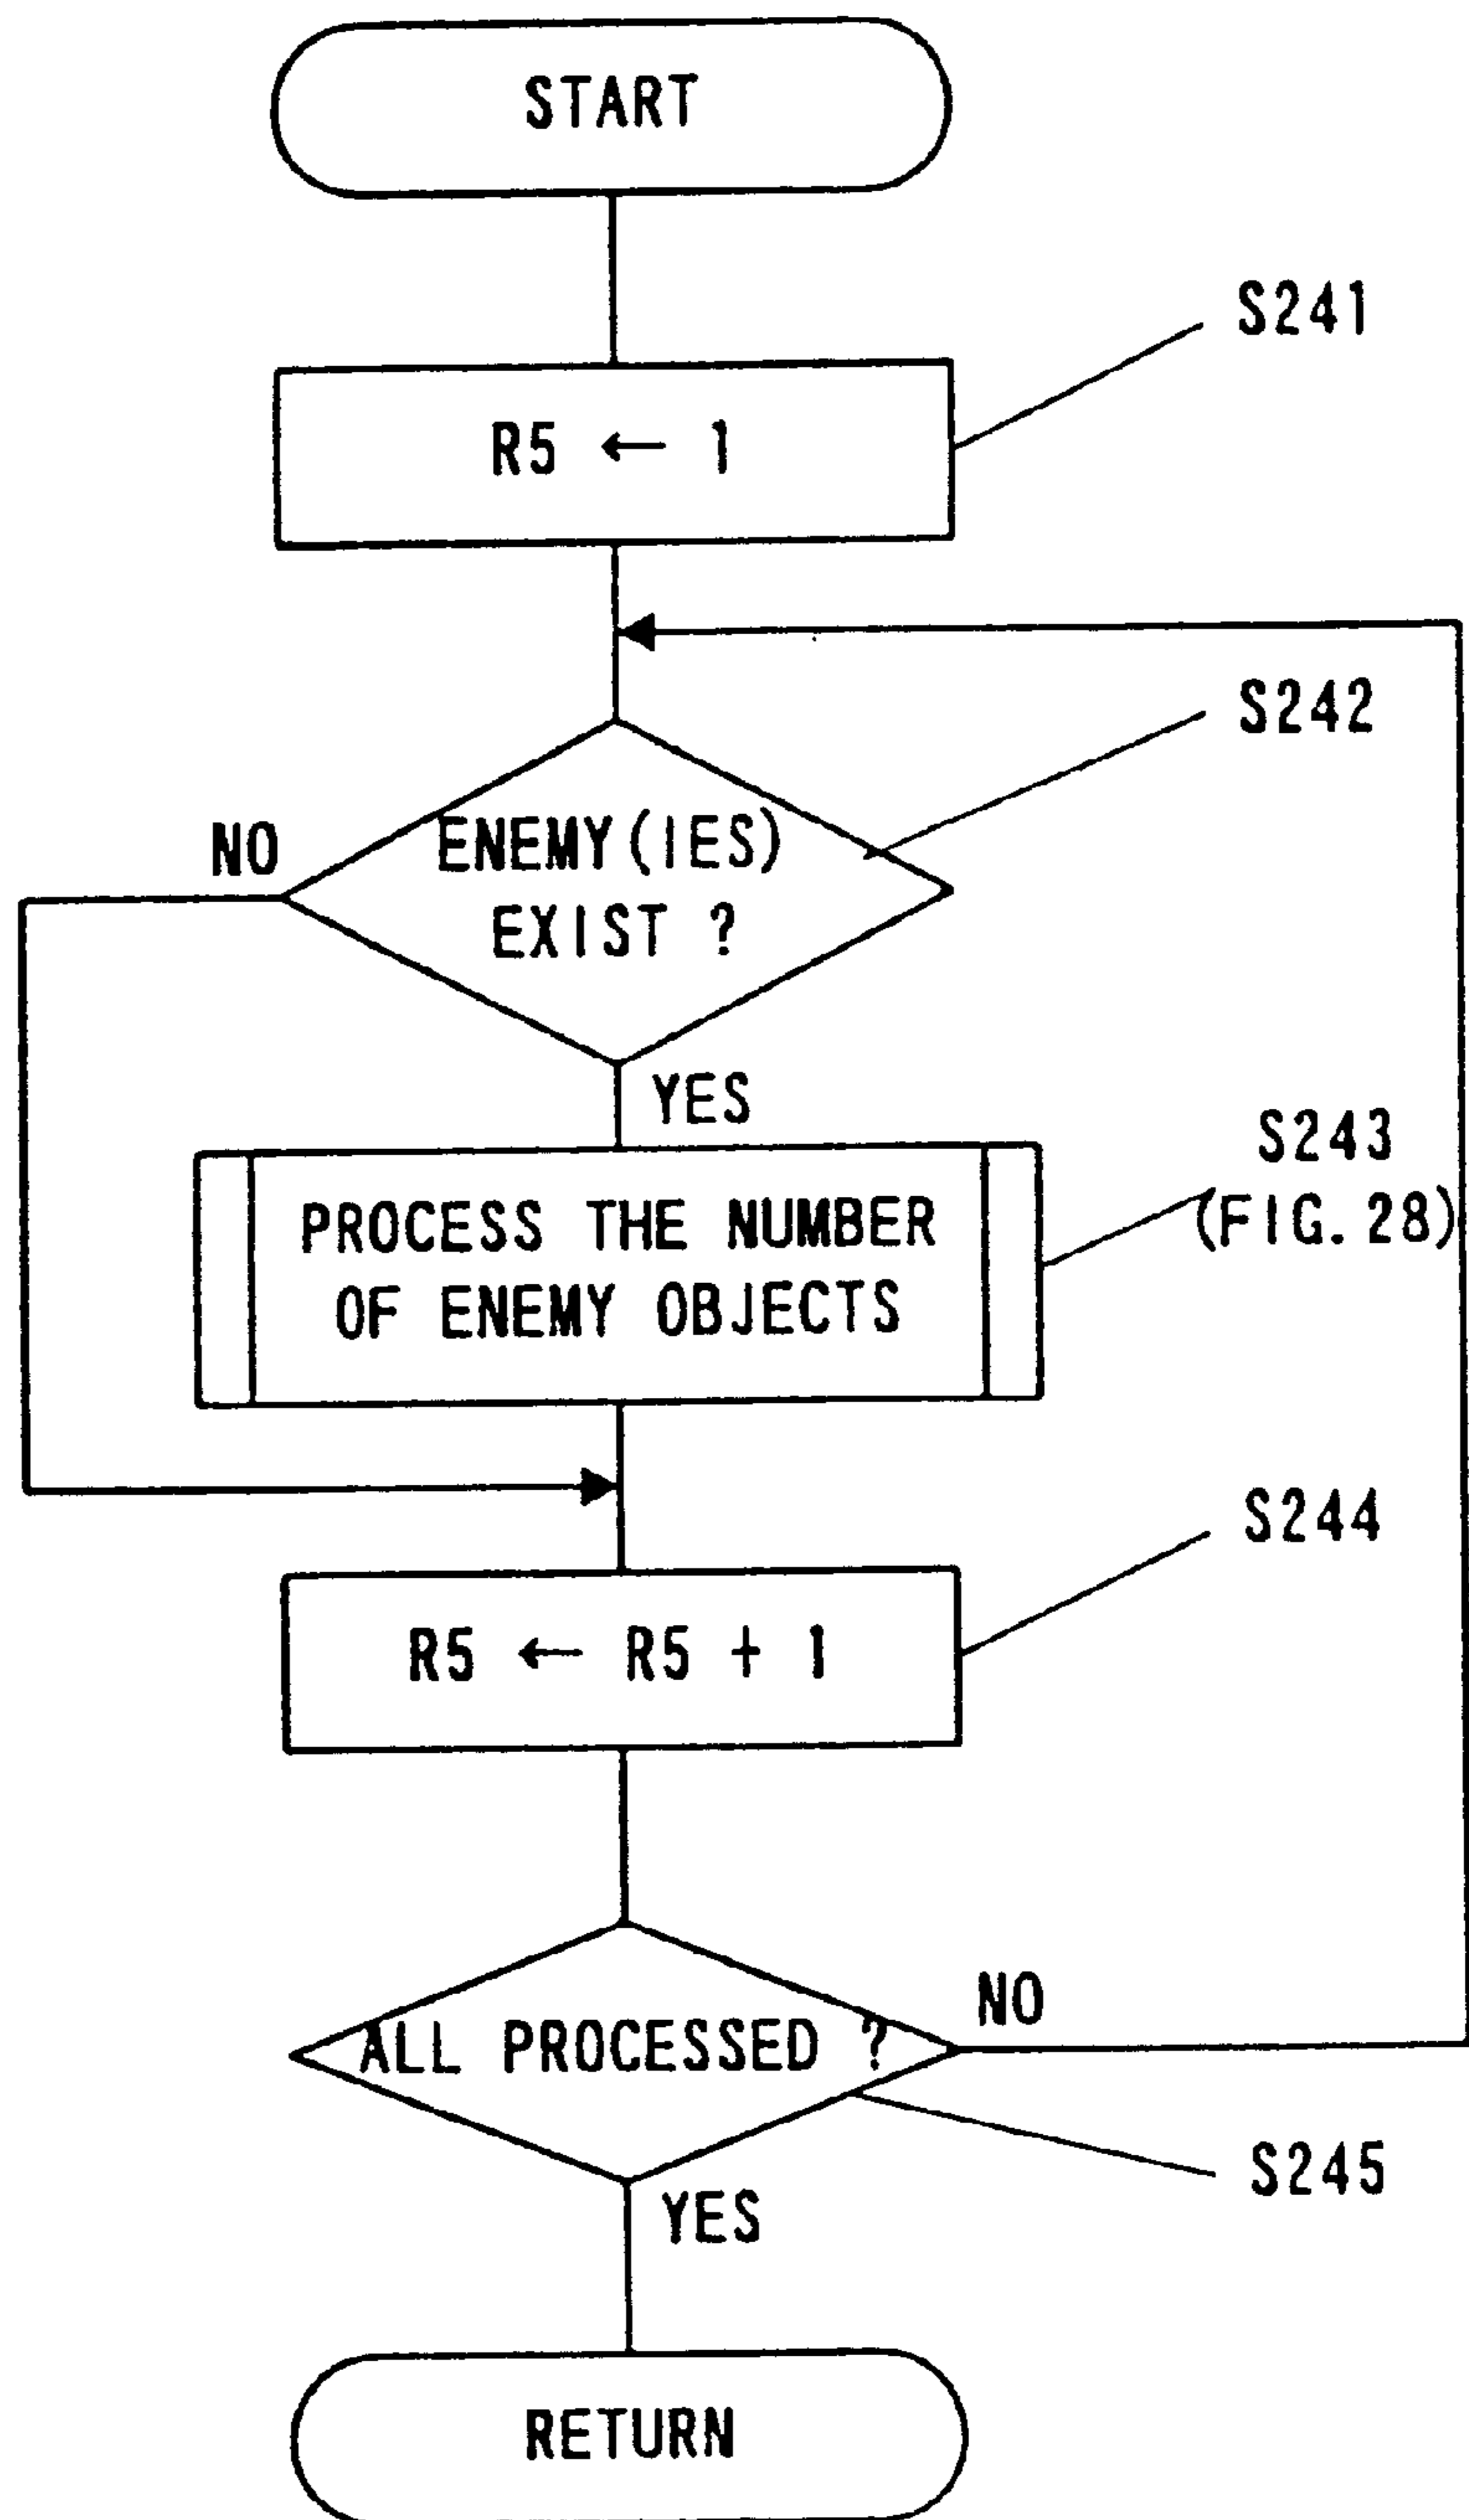 START
S241
R5 ← 1
S242
NO
ENEMY(IES)
EXIST ?
YES
S243
(FIG. 28)
PROCESS THE NUMBER
OF ENEMY OBJECTS
S244
R5 ← R5 + 1
NO
ALL PROCESSED ?
S245
YES
RETURN